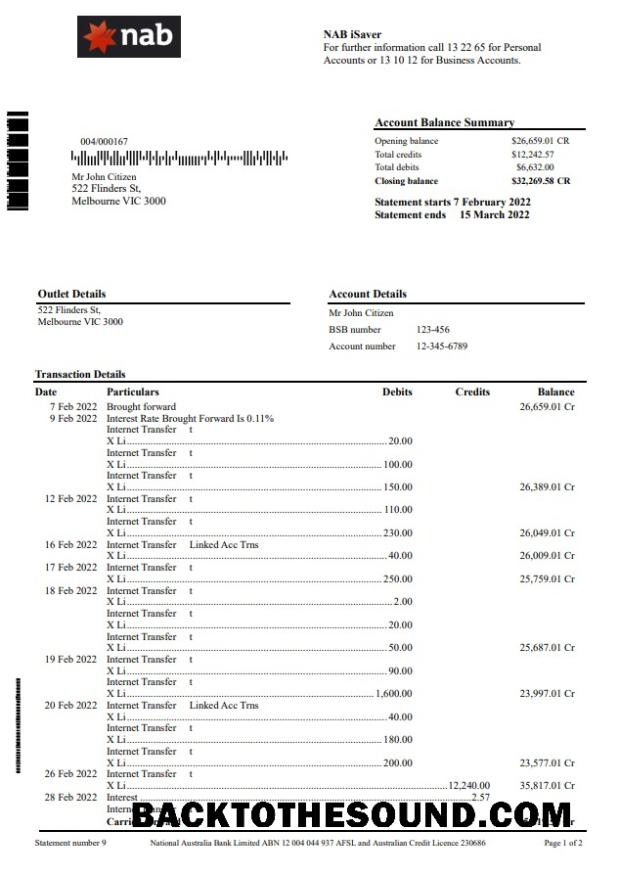 nab
NAB iSaver
For further information call 13 22 65 for Personal
Accounts or 13 10 12 for Business Accounts.
Account Balance Summary
Opening balance $26,659.01 CR
Total credits $12,242.57
Total debits $6,632.00
Closing balance $32,269.58 CR
Statement starts 7 February 2022
Statement ends 15 March 2022
004/000167
Mr John Citizen
522 Flinders St,
Melbourne VIC 3000
Outlet Details
522 Flinders St,
Melbourne VIC 3000
Account Details
Mr John Citizen
BSB number 123-456
Account number 12-345-6789
Transaction Details
Date Particulars Debits Credits Balance
7 Feb 2022 Brought forward 26,659.01 Cr
9 Feb 2022 Interest Rate Brought Forward Is 0.11%
Internet Transfer t
X Li 20.00
Internet Transfer t
X Li 100.00
Internet Transfer t
X Li 150.00 26,389.01 Cr
12 Feb 2022 Internet Transfer t
X Li 110.00
Internet Transfer t
X Li 230.00 26,049.01 Cr
16 Feb 2022 Internet Transfer Linked Acc Trns
X Li 40.00 26,009.01 Cr
17 Feb 2022 Internet Transfer t
X Li 250.00 25,759.01 Cr
18 Feb 2022 Internet Transfer t
X Li 2.00
Internet Transfer t
X Li 20.00
Internet Transfer t
X Li 50.00 25,687.01 Cr
19 Feb 2022 Internet Transfer t
X Li 90.00
Internet Transfer t
X Li 1,600.00 23,997.01 Cr
20 Feb 2022 Internet Transfer Linked Acc Trns
X Li 40.00
Internet Transfer t
X Li 180.00
Internet Transfer t
X Li 200.00 23,577.01 Cr
26 Feb 2022 Internet Transfer t
X Li 12,240.00 35,817.01 Cr
28 Feb 2022 Interest 2.57
BACKTOTHESOUND.COM
Statement number 9 National Australia Bank Limited ABN 12 004 044 937 AFSL and Australian Credit Licence 230686 Page 1 of 2